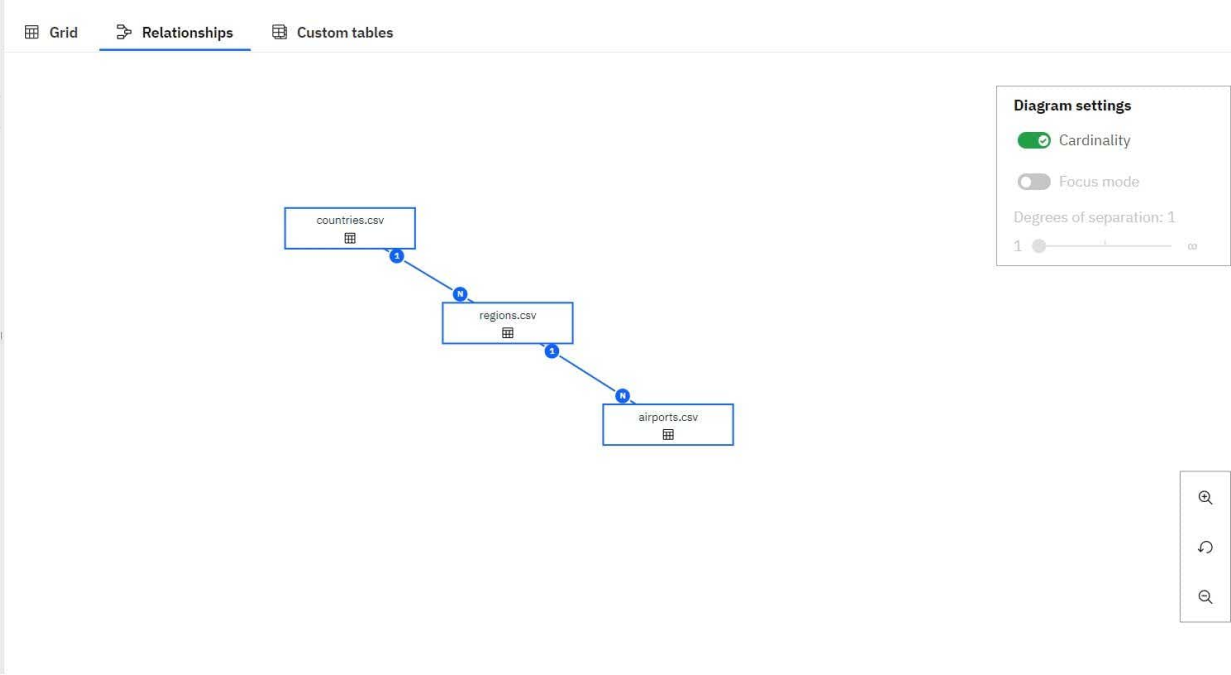 Grid
Relationships
Custom tables
Diagram settings
Cardinality
Focus mode
Degrees of separation: 1
1
∞
countries.csv
1
N
regions.csv
1
N
airports.csv